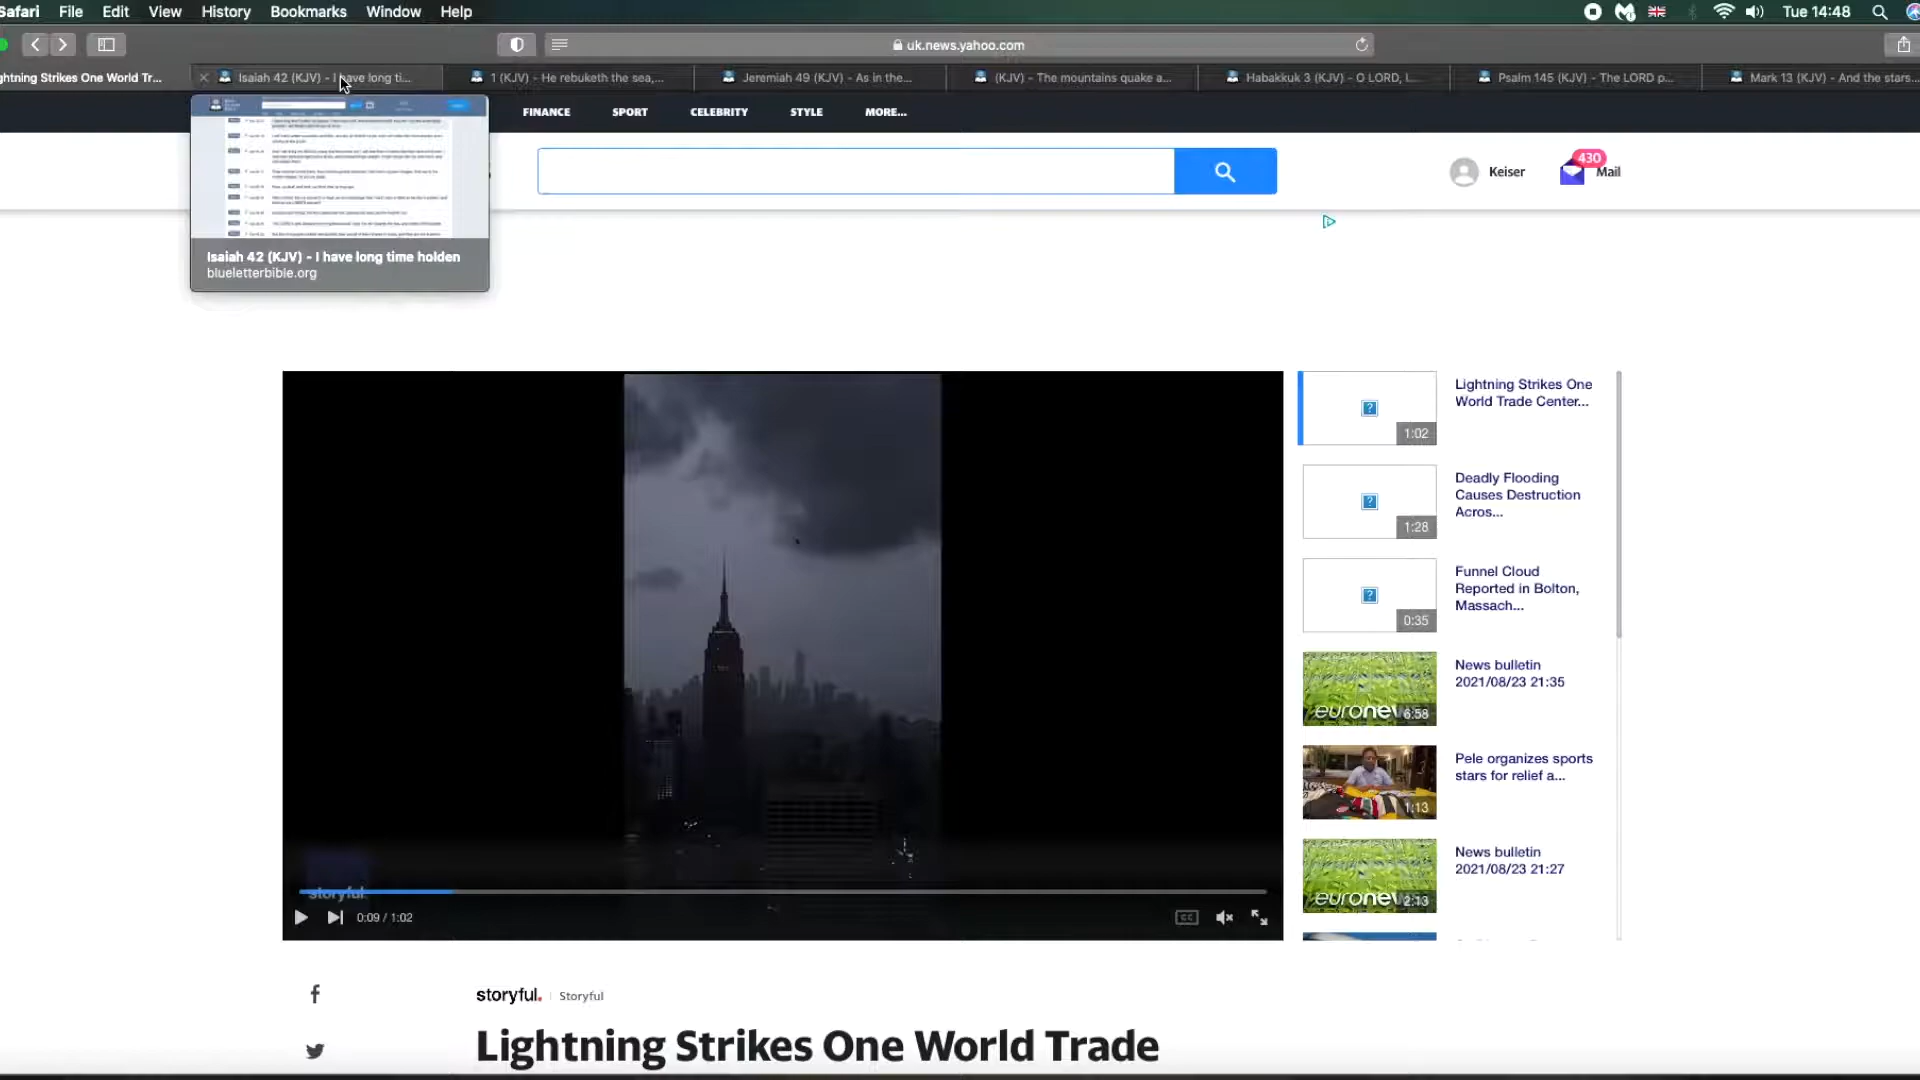 Safari File Edit View History Bookmarks Window Help Tue 14:48
uk.news.yahoo.com
ghtning Strikes One World Tr... Isaiah 42 (KJV) - I have long ti... 1 (KJV) - He rebuketh the sea,... Jeremiah 49 (KJV) - As in the... (KJV) - The mountains quake a... Habakkuk 3 (KJV) - O LORD, I... Psalm 145 (KJV) - The LORD p... Mark 13 (KJV) - And the stars...
FINANCE SPORT CELEBRITY STYLE MORE...
Keiser 430 Mail
Isaiah 42 (KJV) - I have long time holden
blueletterbible.org
Lightning Strikes One
World Trade Center...
1:02
Deadly Flooding
Causes Destruction
Acros...
1:28
Funnel Cloud
Reported in Bolton,
Massach...
0:35
News bulletin
2021/08/23 21:35
euronew 6:58
Pele organizes sports
stars for relief a...
1:13
News bulletin
2021/08/23 21:27
euronew 2:13
storyful.
0:09 / 1:02 CC
storyful. Storyful
Lightning Strikes One World Trade